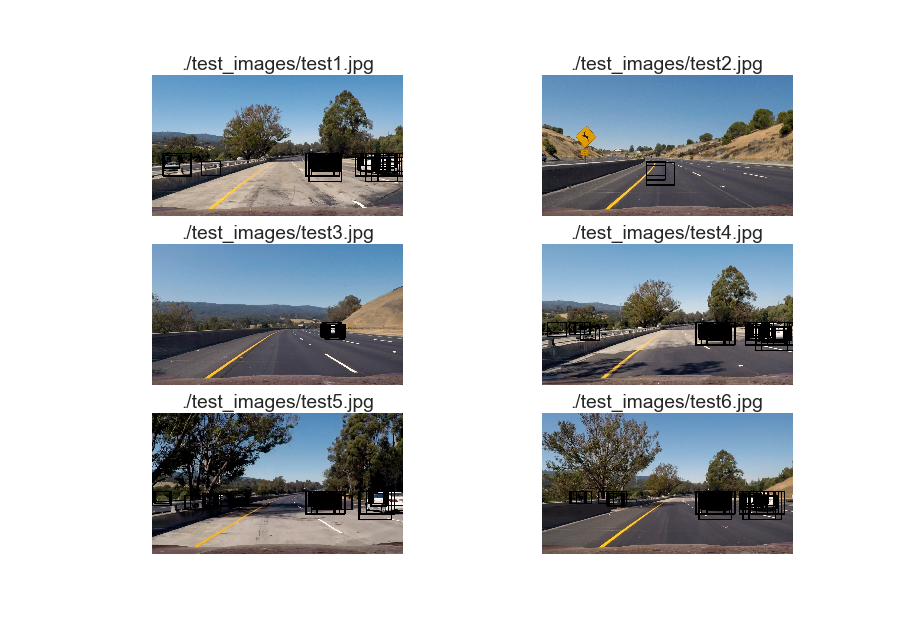 ./test_images/test1.jpg
./test_images/test2.jpg
./test_images/test3.jpg
./test_images/test4.jpg
./test_images/test5.jpg
./test_images/test6.jpg